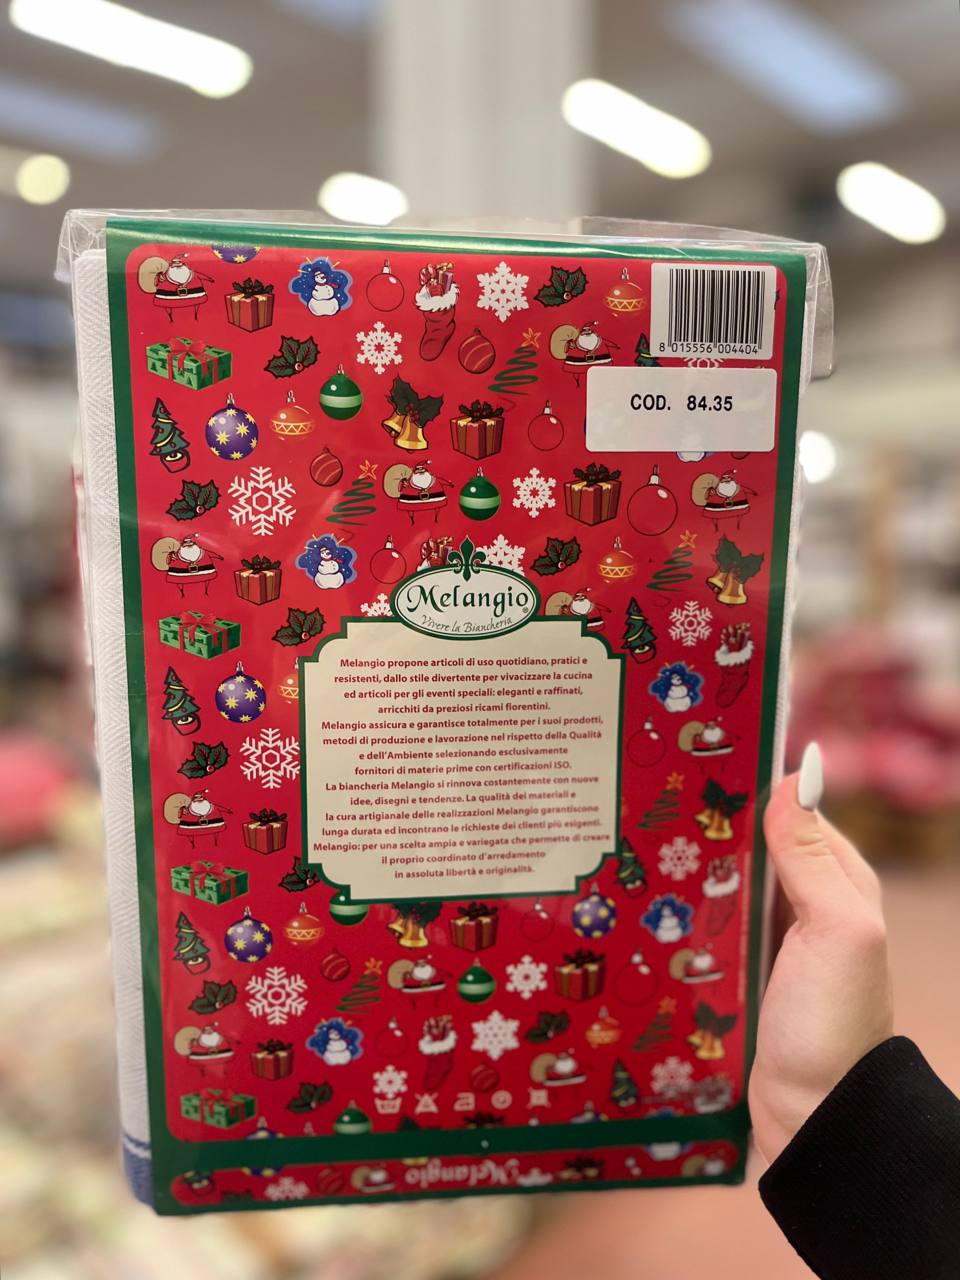 8 015556 004404
COD. 84.35
Melangio®
Vivere la Biancheria
Melangio propone articoli di uso quotidiano, pratici e
resistenti, dallo stile divertente per vivacizzare la cucina
ed articoli per gli eventi speciali: eleganti e raffinati,
arricchiti da preziosi ricami fiorentini.
Melangio assicura e garantisce totalmente per i suoi prodotti,
metodi di produzione e lavorazione nel rispetto della Qualità
e dell'Ambiente selezionando esclusivamente
fornitori di materie prime con certificazioni ISO.
La biancheria Melangio si rinnova costantemente con nuove
idee, disegni e tendenze. La qualità dei materiali e
la cura artigianale delle realizzazioni Melangio garantiscono
lunga durata ed incontrano le richieste dei clienti più esigenti.
Melangio: per una scelta ampia e variegata che permette di creare
il proprio coordinato d'arredamento
in assoluta libertà e originalità.
Melangio